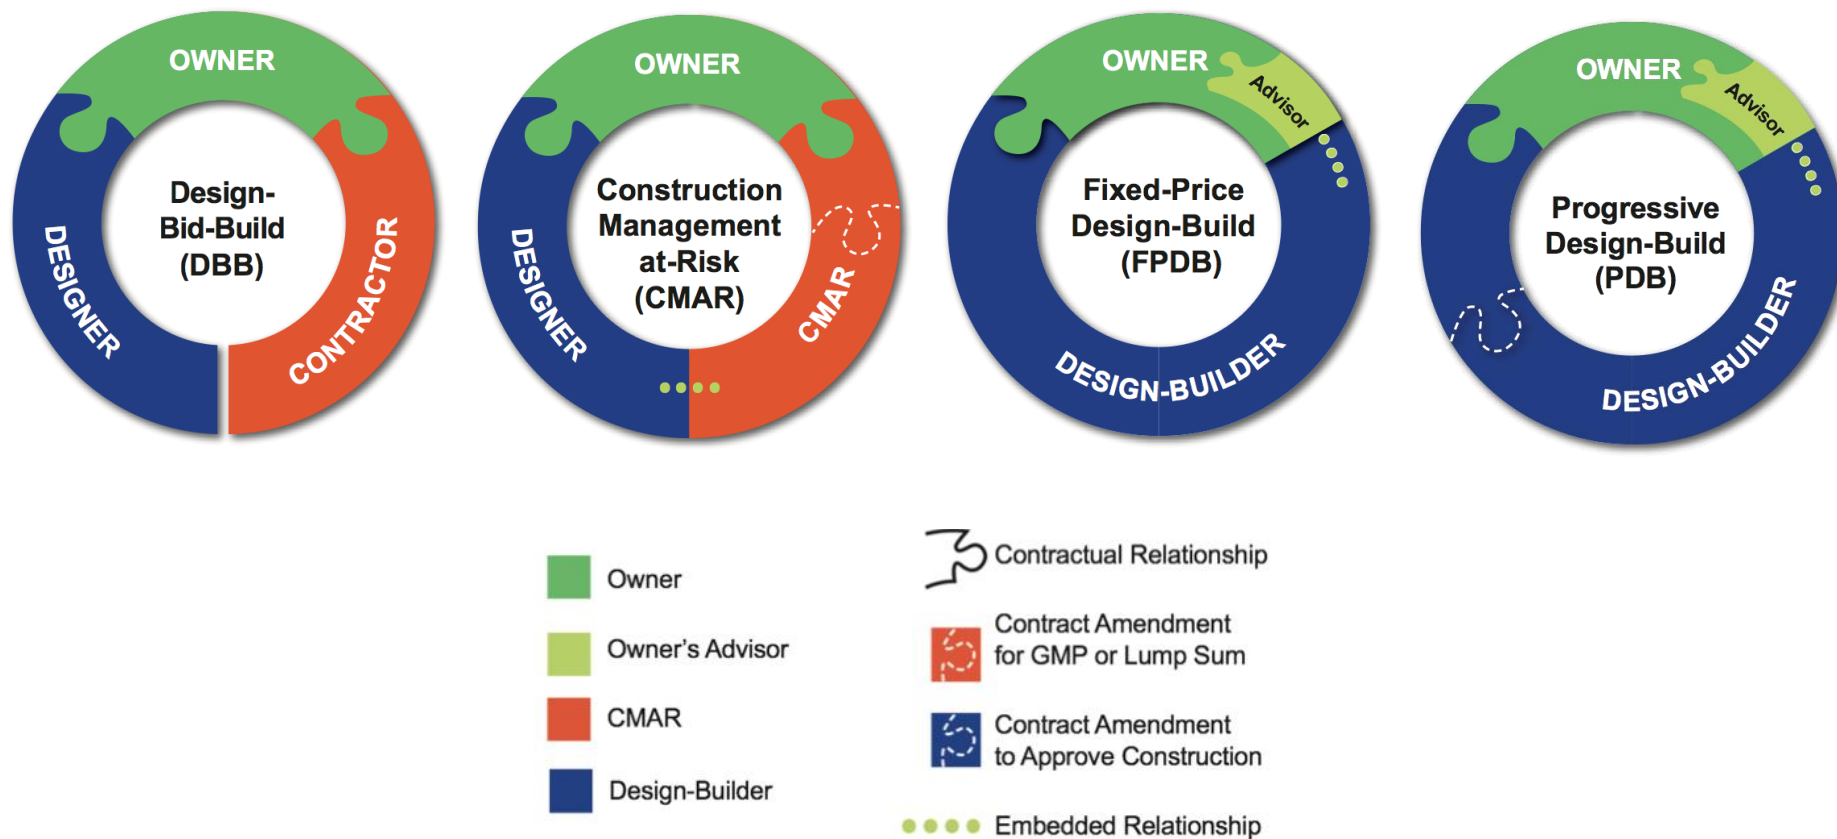 OWNER
DESIGNER
CONTRACTOR
Design-
Bid-Build
(DBB)
OWNER
DESIGNER
CMAR
Construction
Management
at-Risk
(CMAR)
OWNER
Advisor
DESIGN-BUILDER
Fixed-Price
Design-Build
(FPDB)
OWNER
Advisor
DESIGN-BUILDER
Progressive
Design-Build
(PDB)
Owner
Owner's Advisor
CMAR
Design-Builder
Contractual Relationship
Contract Amendment
for GMP or Lump Sum
Contract Amendment
to Approve Construction
Embedded Relationship